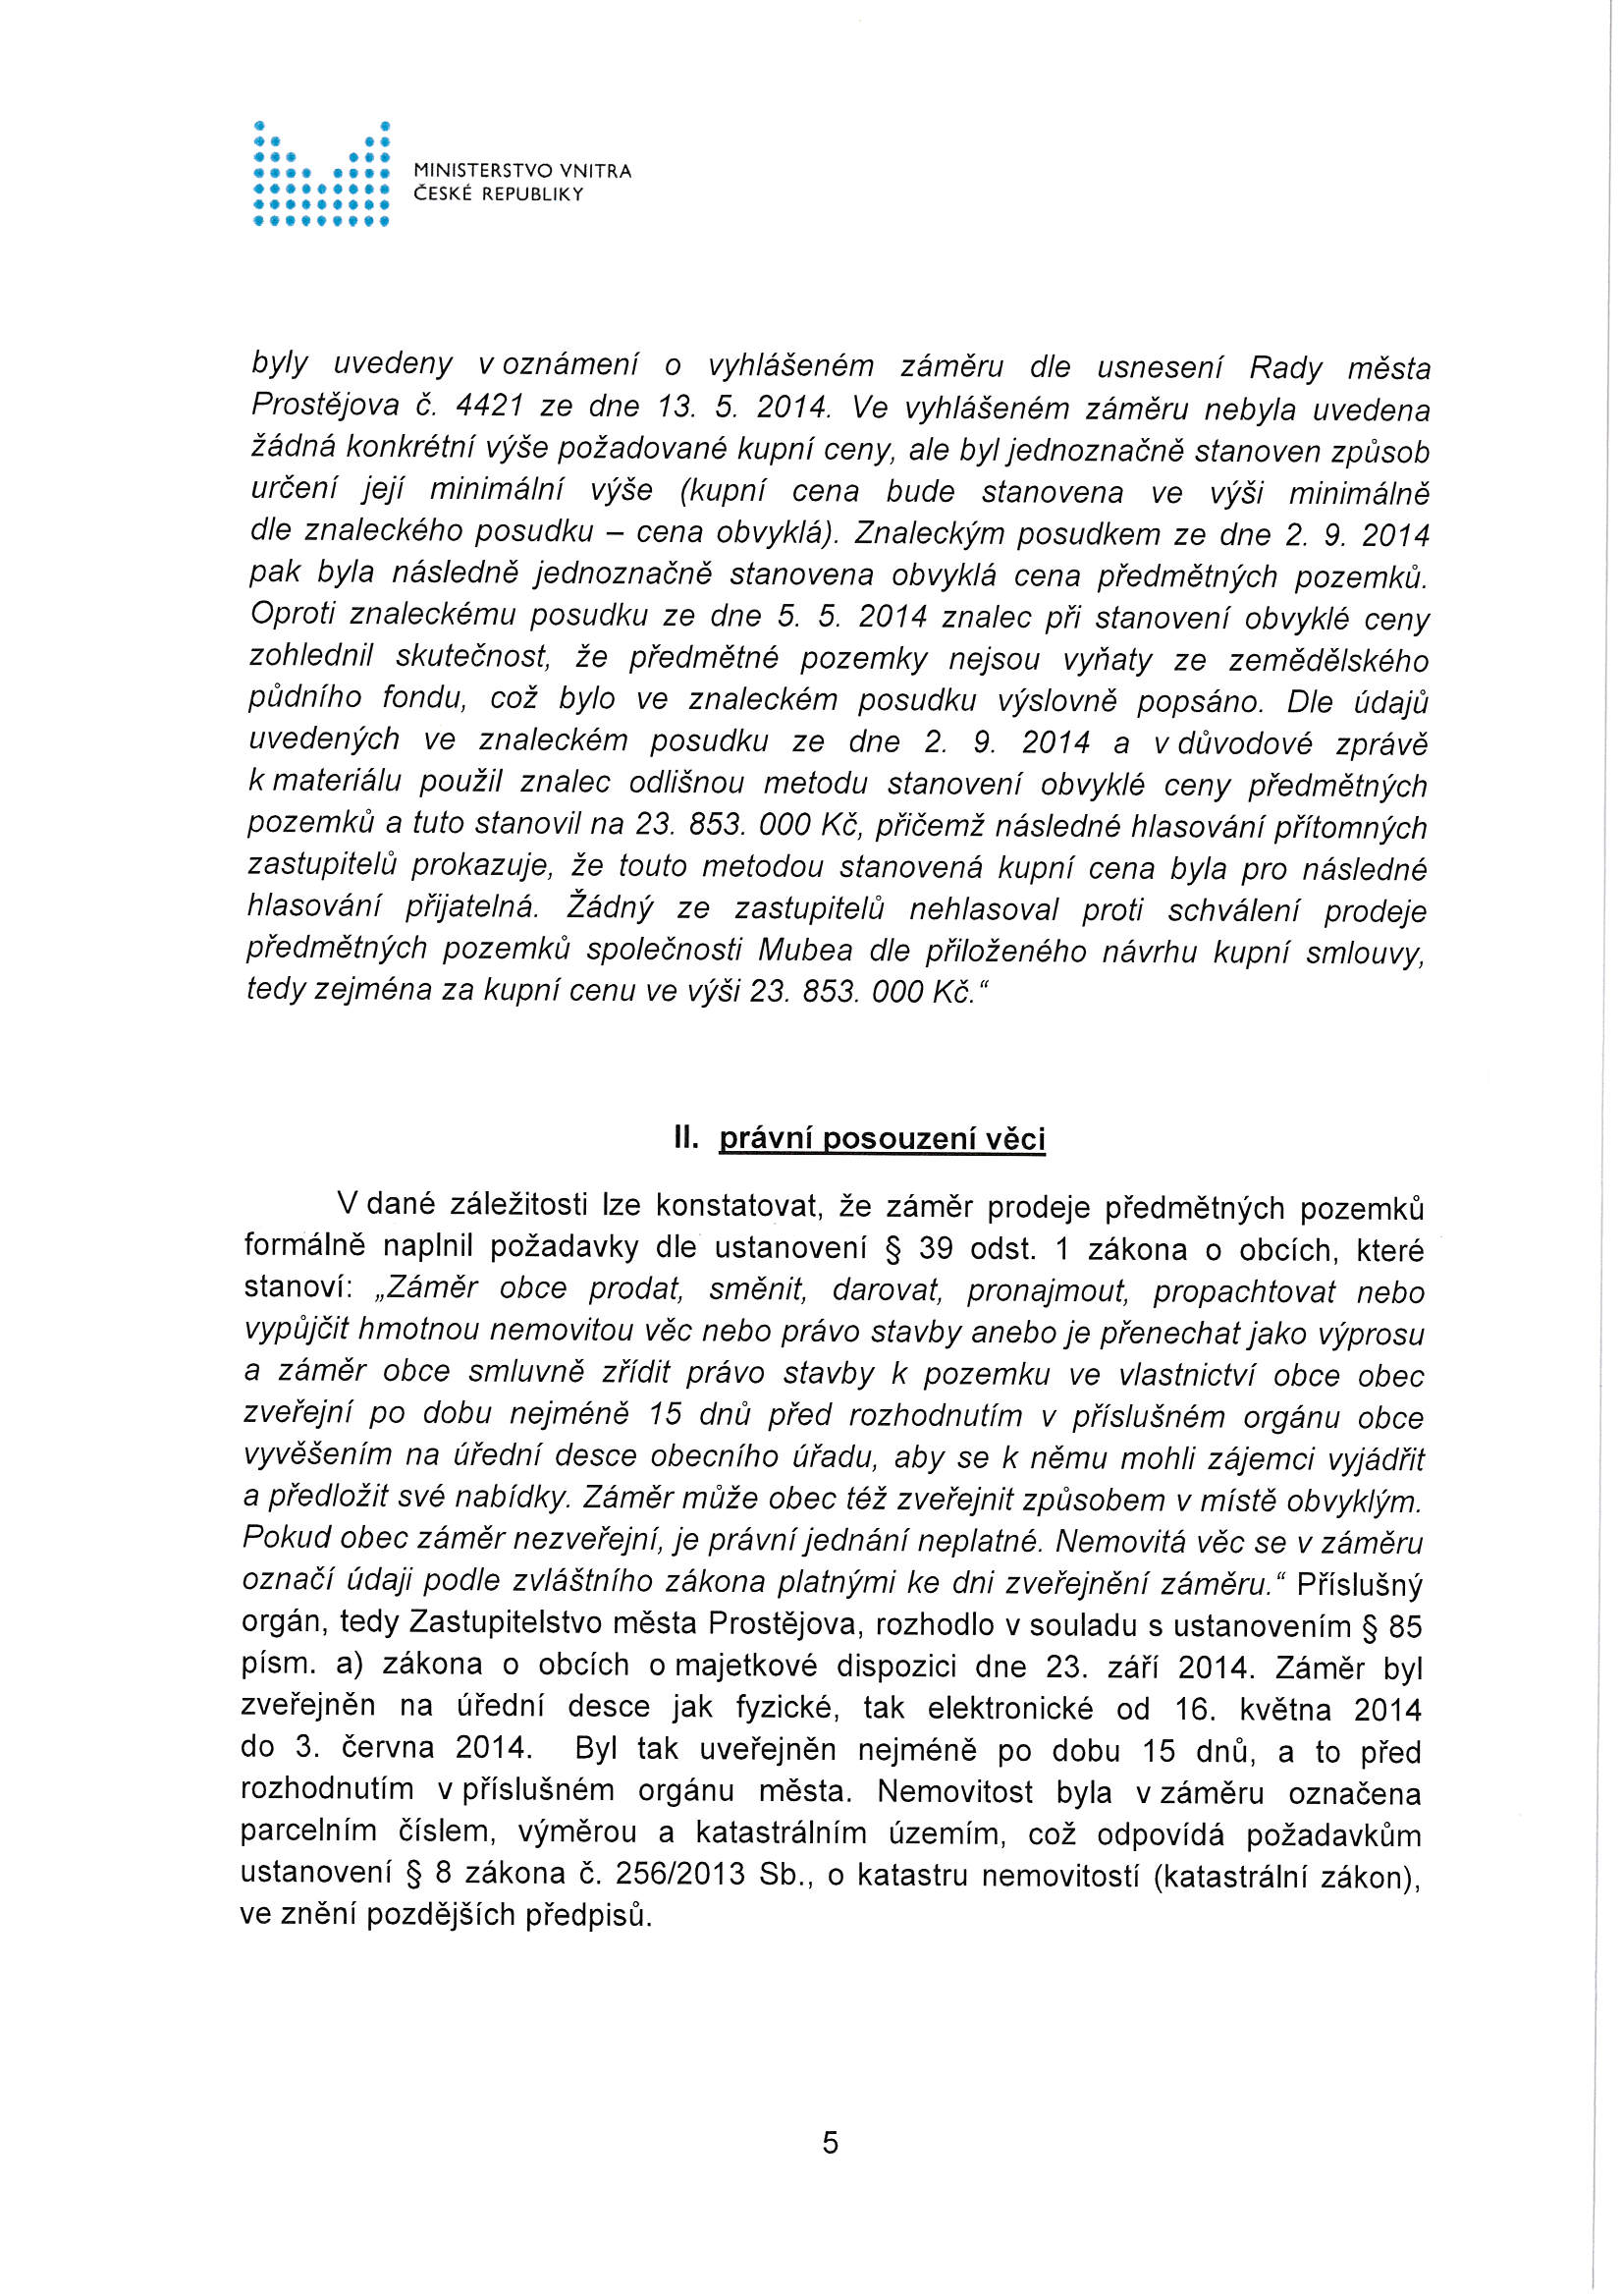 MINISTERSTVO VNITRA
ČESKÉ REPUBLIKY
byly uvedeny v oznámení o vyhlášeném záměru dle usnesení Rady města
Prostějova č. 4421 ze dne 13. 5. 2014. Ve vyhlášeném záměru nebyla uvedena
žádná konkrétní výše požadované kupní ceny, ale byl jednoznačně stanoven způsob
určení její minimální výše (kupní cena bude stanovena ve výši minimálně
dle znaleckého posudku – cena obvyklá). Znaleckým posudkem ze dne 2. 9. 2014
pak byla následně jednoznačně stanovena obvyklá cena předmětných pozemků.
Oproti znaleckému posudku ze dne 5. 5. 2014 znalec při stanovení obvyklé ceny
zohlednil skutečnost, že předmětné pozemky nejsou vyňaty ze zemědělského
půdního fondu, což bylo ve znaleckém posudku výslovně popsáno. Dle údajů
uvedených ve znaleckém posudku ze dne 2. 9. 2014 a v důvodové zprávě
k materiálu použil znalec odlišnou metodu stanovení obvyklé ceny předmětných
pozemků a tuto stanovil na 23. 853. 000 Kč, přičemž následné hlasování přítomných
zastupitelů prokazuje, že touto metodou stanovená kupní cena byla pro následné
hlasování přijatelná. Žádný ze zastupitelů nehlasoval proti schválení prodeje
předmětných pozemků společnosti Mubea dle přiloženého návrhu kupní smlouvy,
tedy zejména za kupní cenu ve výši 23. 853. 000 Kč.“
II. právní posouzení věci
V dané záležitosti lze konstatovat, že záměr prodeje předmětných pozemků
formálně naplnil požadavky dle ustanovení § 39 odst. 1 zákona o obcích, které
stanoví: „Záměr obce prodat, směnit, darovat, pronajmout, propachtovat nebo
vypůjčit hmotnou nemovitou věc nebo právo stavby anebo je přenechat jako výprosu
a záměr obce smluvně zřídit právo stavby k pozemku ve vlastnictví obce obec
zveřejní po dobu nejméně 15 dnů před rozhodnutím v příslušném orgánu obce
vyvěšením na úřední desce obecního úřadu, aby se k němu mohli zájemci vyjádřit
a předložit své nabídky. Záměr může obec též zveřejnit způsobem v místě obvyklým.
Pokud obec záměr nezveřejní, je právní jednání neplatné. Nemovitá věc se v záměru
označí údaji podle zvláštního zákona platnými ke dni zveřejnění záměru.“ Příslušný
orgán, tedy Zastupitelstvo města Prostějova, rozhodlo v souladu s ustanovením § 85
písm. a) zákona o obcích o majetkové dispozici dne 23. září 2014. Záměr byl
zveřejněn na úřední desce jak fyzické, tak elektronické od 16. května 2014
do 3. června 2014. Byl tak uveřejněn nejméně po dobu 15 dnů, a to před
rozhodnutím v příslušném orgánu města. Nemovitost byla v záměru označena
parcelním číslem, výměrou a katastrálním územím, což odpovídá požadavkům
ustanovení § 8 zákona č. 256/2013 Sb., o katastru nemovitostí (katastrální zákon),
ve znění pozdějších předpisů.
5